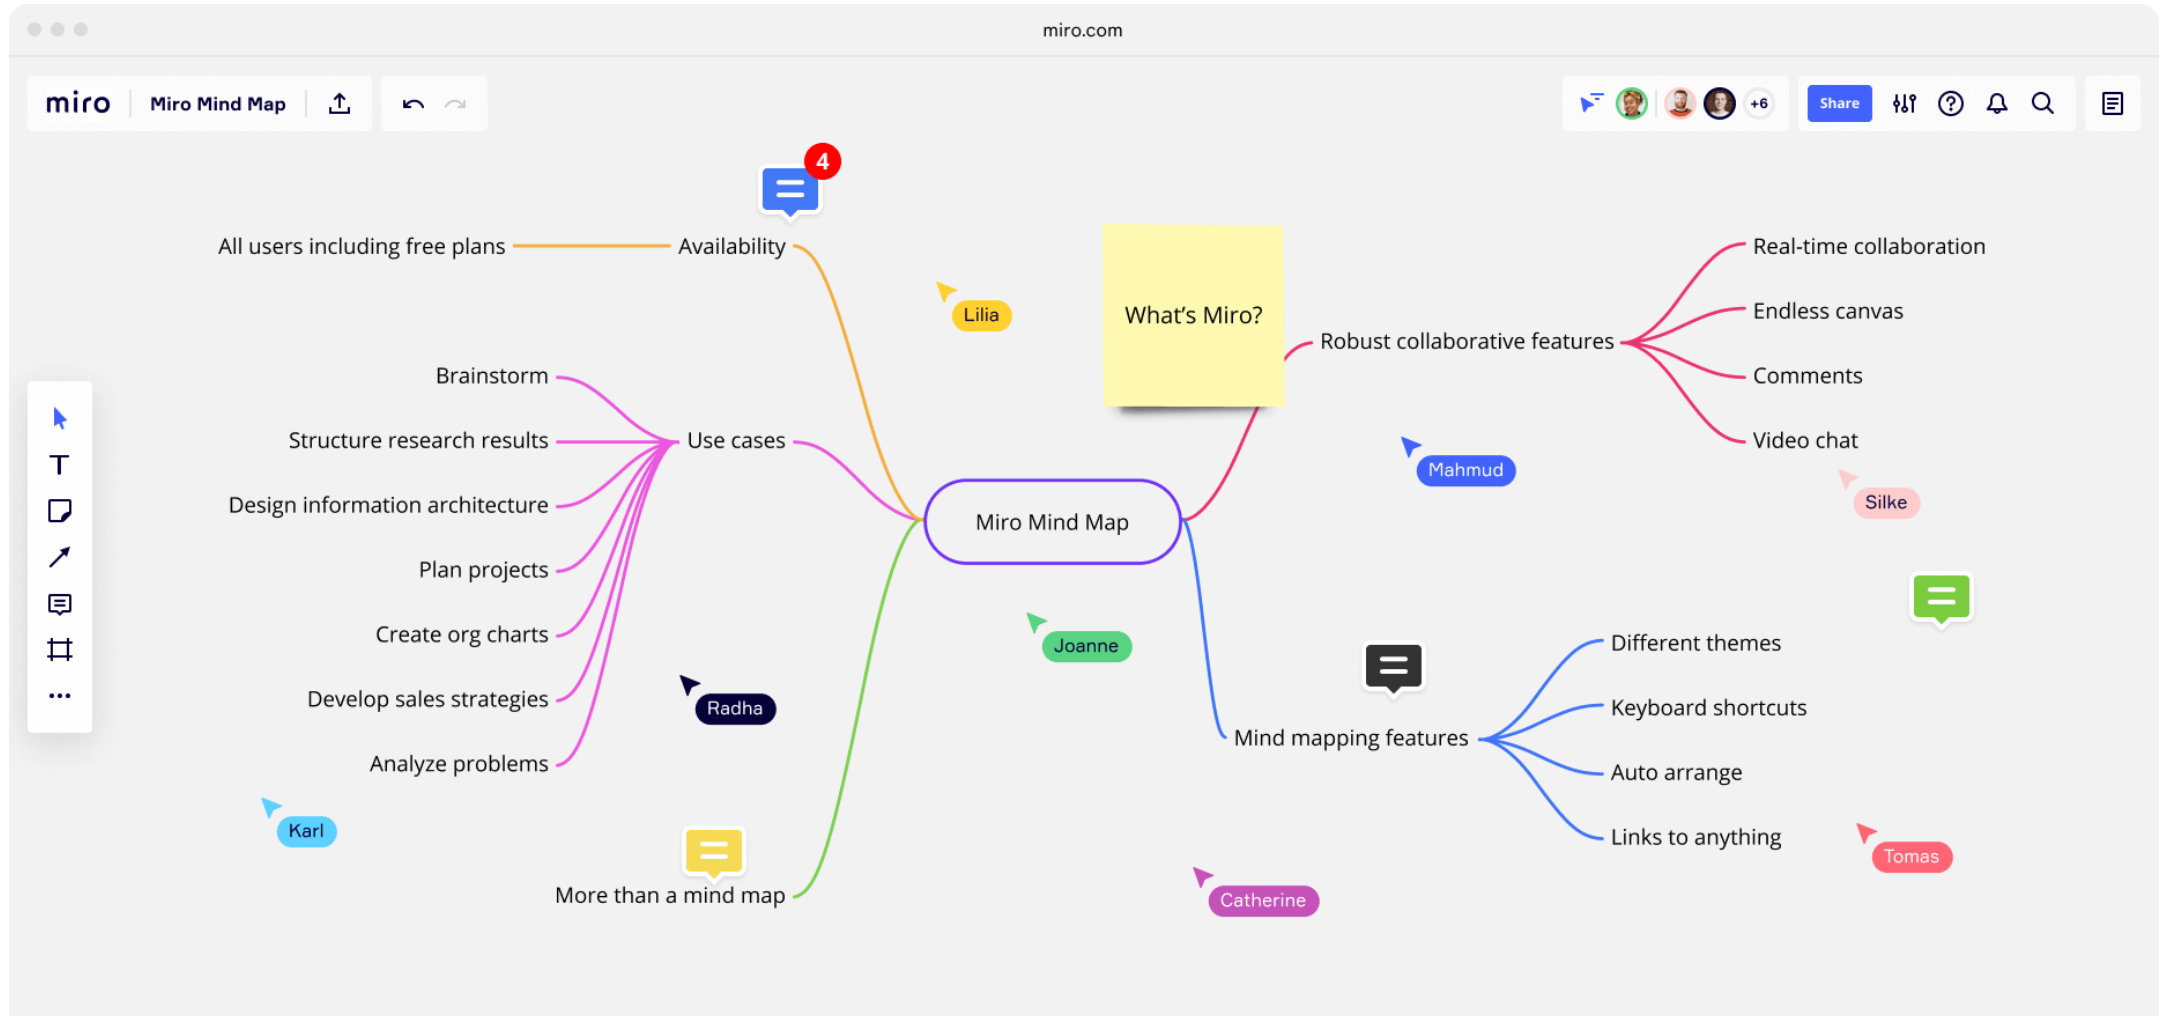 miro.com
miro
Miro Mind Map
+6
Share
4
All users including free plans
Availability
What’s Miro?
Lilia
Real-time collaboration
Endless canvas
Robust collaborative features
Comments
Video chat
Brainstorm
Structure research results
Use cases
Design information architecture
Plan projects
Create org charts
Develop sales strategies
Analyze problems
Mahmud
Silke
Miro Mind Map
Joanne
Radha
Different themes
Keyboard shortcuts
Mind mapping features
Auto arrange
Links to anything
Karl
Tomas
More than a mind map
Catherine